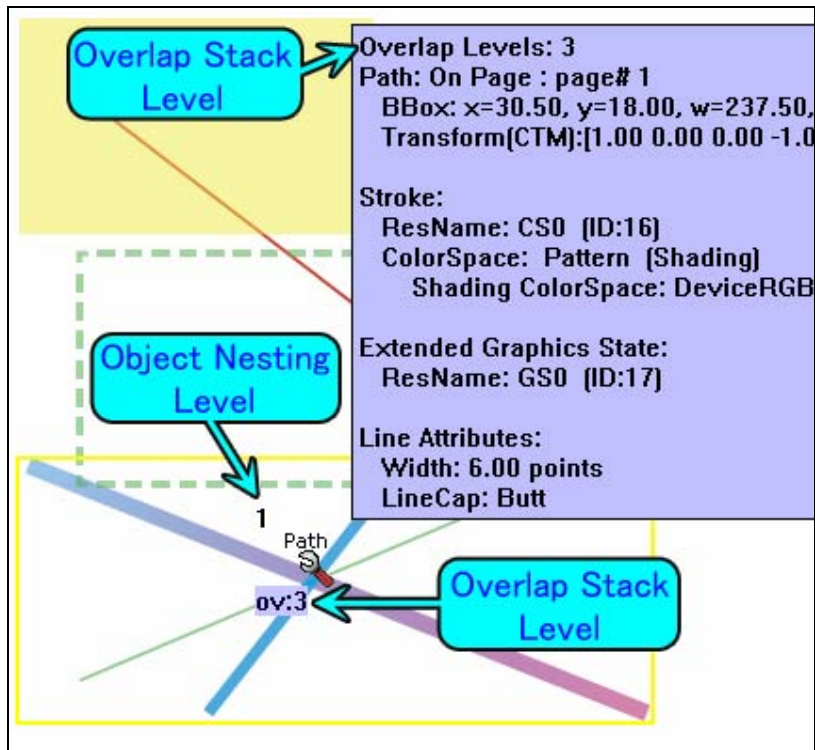 Overlap Stack
Level
Overlap Levels: 3
Path: On Page : page# 1
BBox: x=30.50, y=18.00, w=237.50,
Transform(CTM):[1.00 0.00 0.00 -1.0
Stroke:
ResName: CS0 (ID:16)
ColorSpace: Pattern (Shading)
Shading ColorSpace: DeviceRGB
Extended Graphics State:
ResName: GS0 (ID:17)
Line Attributes:
Width: 6.00 points
LineCap: Butt
Object Nesting
Level
1
Path
ov:3
Overlap Stack
Level